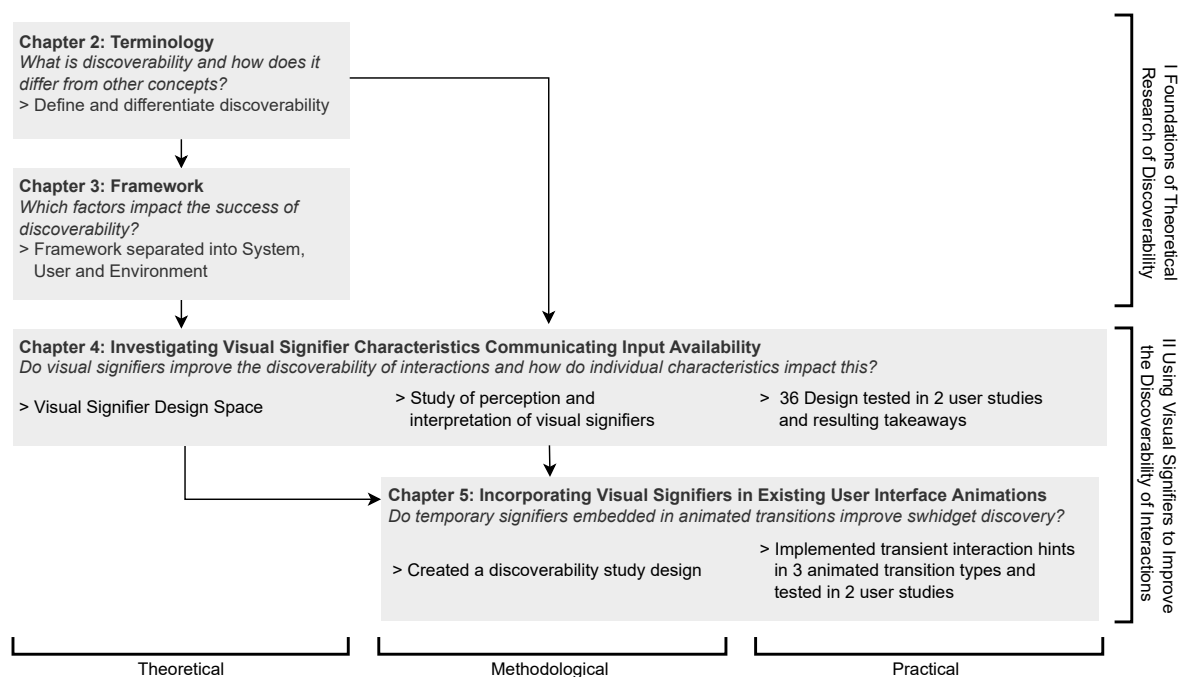 Chapter 2: Terminology
What is discoverability and how does it
differ from other concepts?
> Define and differentiate discoverability
Chapter 3: Framework
Which factors impact the success of
discoverability?
> Framework separated into System,
User and Environment
I Foundations of Theoretical
Research of Discoverability
Chapter 4: Investigating Visual Signifier Characteristics Communicating Input Availability
Do visual signifiers improve the discoverability of interactions and how do individual characteristics impact this?
> Visual Signifier Design Space
> Study of perception and
interpretation of visual signifiers
> 36 Design tested in 2 user studies
and resulting takeaways
Chapter 5: Incorporating Visual Signifiers in Existing User Interface Animations
Do temporary signifiers embedded in animated transitions improve swhidget discovery?
> Created a discoverability study design
> Implemented transient interaction hints
in 3 animated transition types and
tested in 2 user studies
II Using Visual Signifiers to Improve
the Discoverability of Interactions
Theoretical
Methodological
Practical